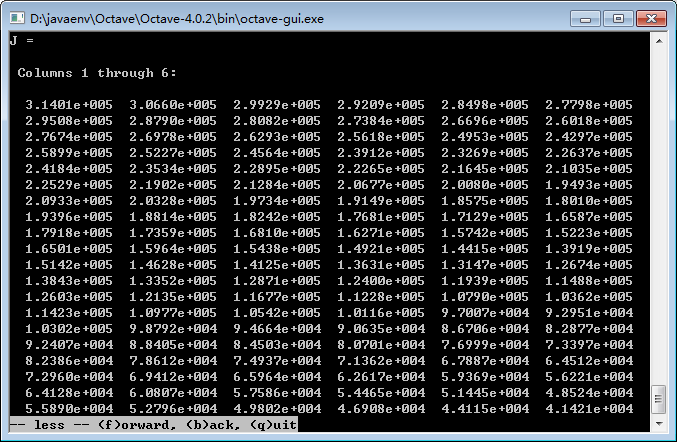 D:\javaenv\Octave\Octave-4.0.2\bin\octave-gui.exe
J =
Columns 1 through 6:
3.1401e+005 3.0660e+005 2.9929e+005 2.9209e+005 2.8498e+005 2.7798e+005
2.9508e+005 2.8790e+005 2.8082e+005 2.7384e+005 2.6696e+005 2.6018e+005
2.7674e+005 2.6978e+005 2.6293e+005 2.5618e+005 2.4953e+005 2.4297e+005
2.5899e+005 2.5227e+005 2.4564e+005 2.3912e+005 2.3269e+005 2.2637e+005
2.4184e+005 2.3534e+005 2.2895e+005 2.2265e+005 2.1645e+005 2.1035e+005
2.2529e+005 2.1902e+005 2.1284e+005 2.0677e+005 2.0080e+005 1.9493e+005
2.0933e+005 2.0328e+005 1.9734e+005 1.9149e+005 1.8575e+005 1.8010e+005
1.9396e+005 1.8814e+005 1.8242e+005 1.7681e+005 1.7129e+005 1.6587e+005
1.7918e+005 1.7359e+005 1.6810e+005 1.6271e+005 1.5742e+005 1.5223e+005
1.6501e+005 1.5964e+005 1.5438e+005 1.4921e+005 1.4415e+005 1.3919e+005
1.5142e+005 1.4628e+005 1.4125e+005 1.3631e+005 1.3147e+005 1.2674e+005
1.3843e+005 1.3352e+005 1.2871e+005 1.2400e+005 1.1939e+005 1.1488e+005
1.2603e+005 1.2135e+005 1.1677e+005 1.1228e+005 1.0790e+005 1.0362e+005
1.1423e+005 1.0977e+005 1.0542e+005 1.0116e+005 9.7007e+004 9.2951e+004
1.0302e+005 9.8792e+004 9.4664e+004 9.0635e+004 8.6706e+004 8.2877e+004
9.2407e+004 8.8405e+004 8.4503e+004 8.0701e+004 7.6999e+004 7.3397e+004
8.2386e+004 7.8612e+004 7.4937e+004 7.1362e+004 6.7887e+004 6.4512e+004
7.2960e+004 6.9412e+004 6.5964e+004 6.2617e+004 5.9369e+004 5.6221e+004
6.4128e+004 6.0807e+004 5.7586e+004 5.4465e+004 5.1445e+004 4.8524e+004
5.5890e+004 5.2796e+004 4.9802e+004 4.6908e+004 4.4115e+004 4.1421e+004
-- less -- (f)orward, (b)ack, (q)uit